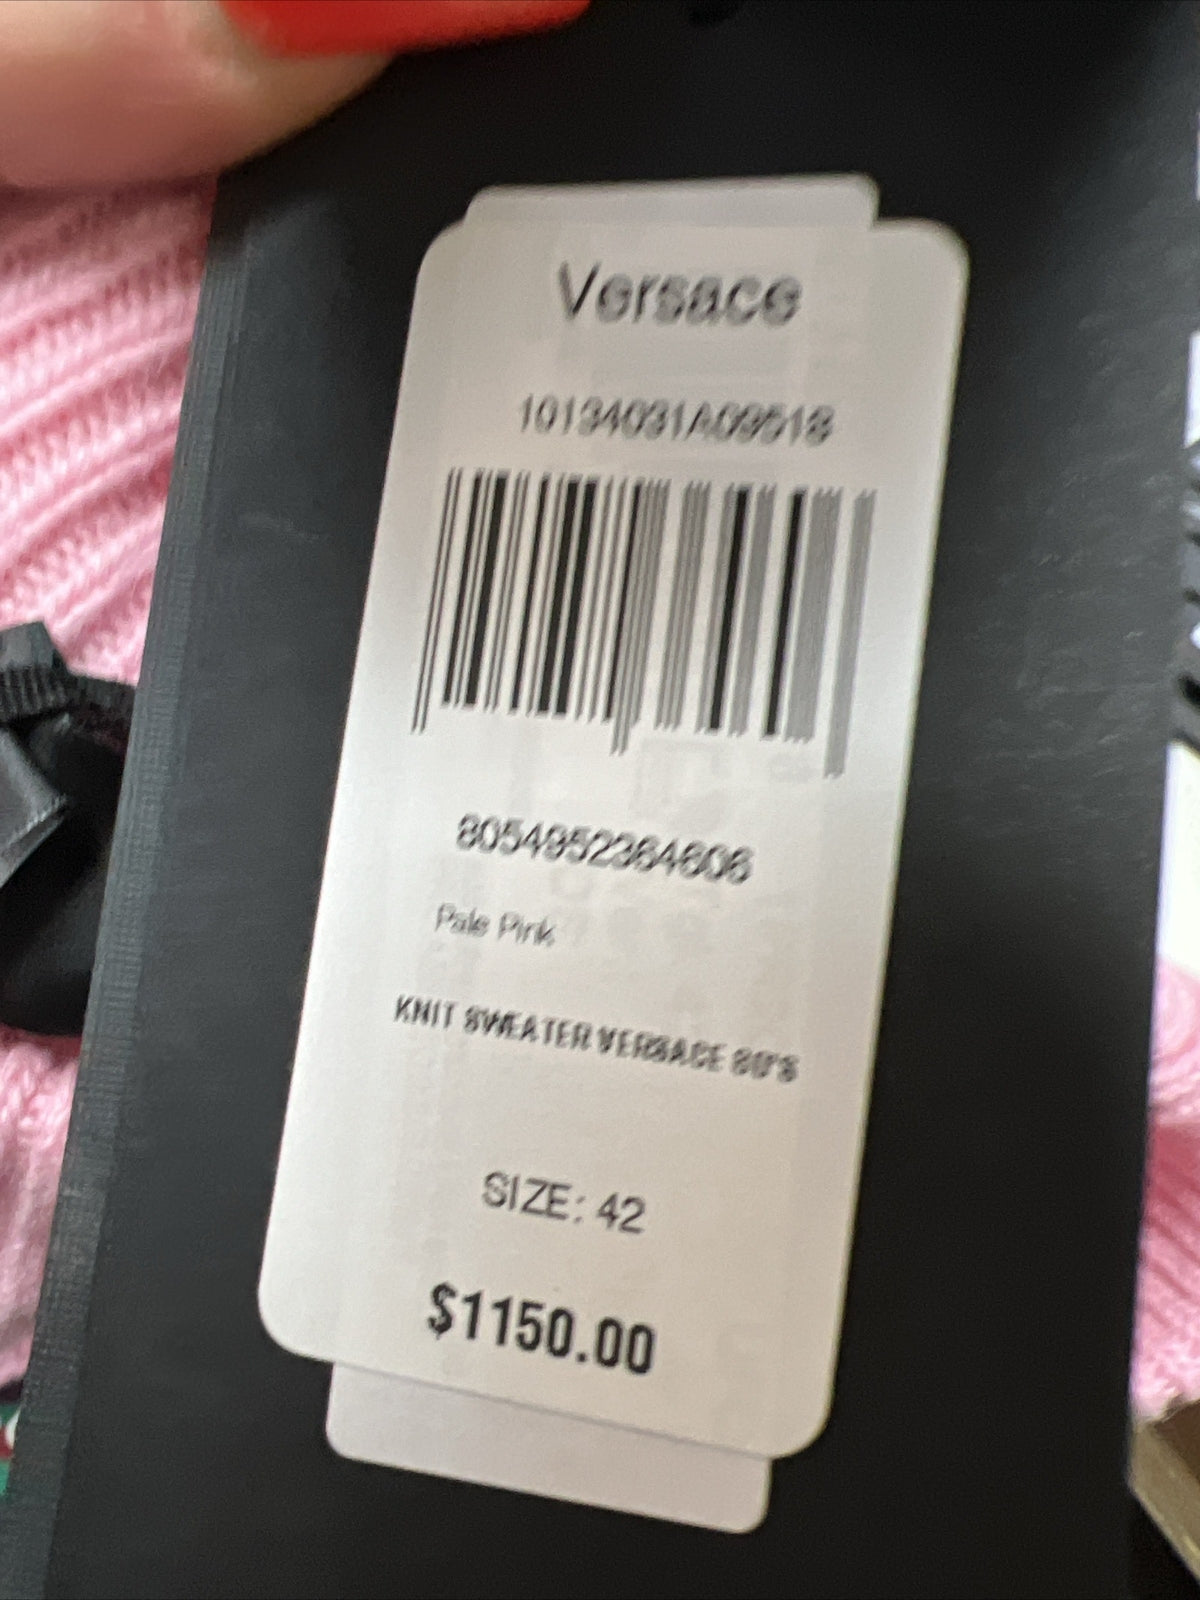 Versace
10134031A09518
8054952364606
Pale Pink
KNIT SWEATER VERSACE 80'S
SIZE: 42
$1150.00